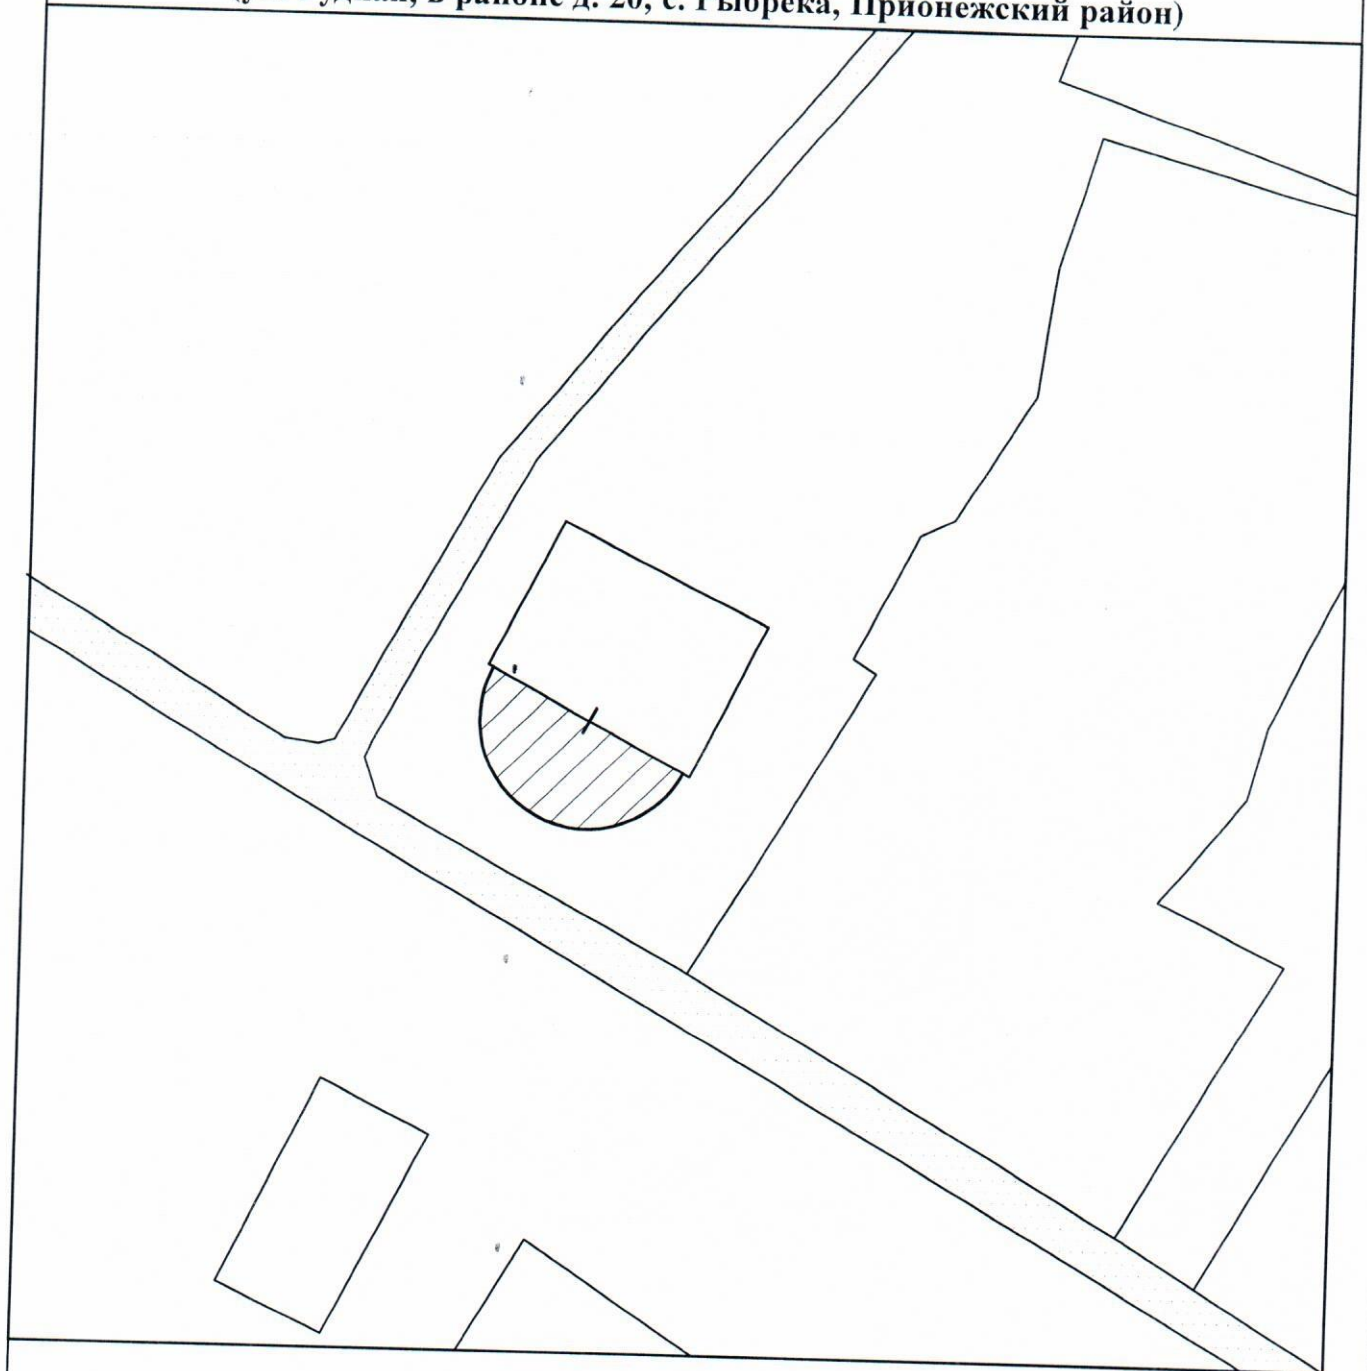 в районе д. 20, с. Рыбрека, Прионежский район)